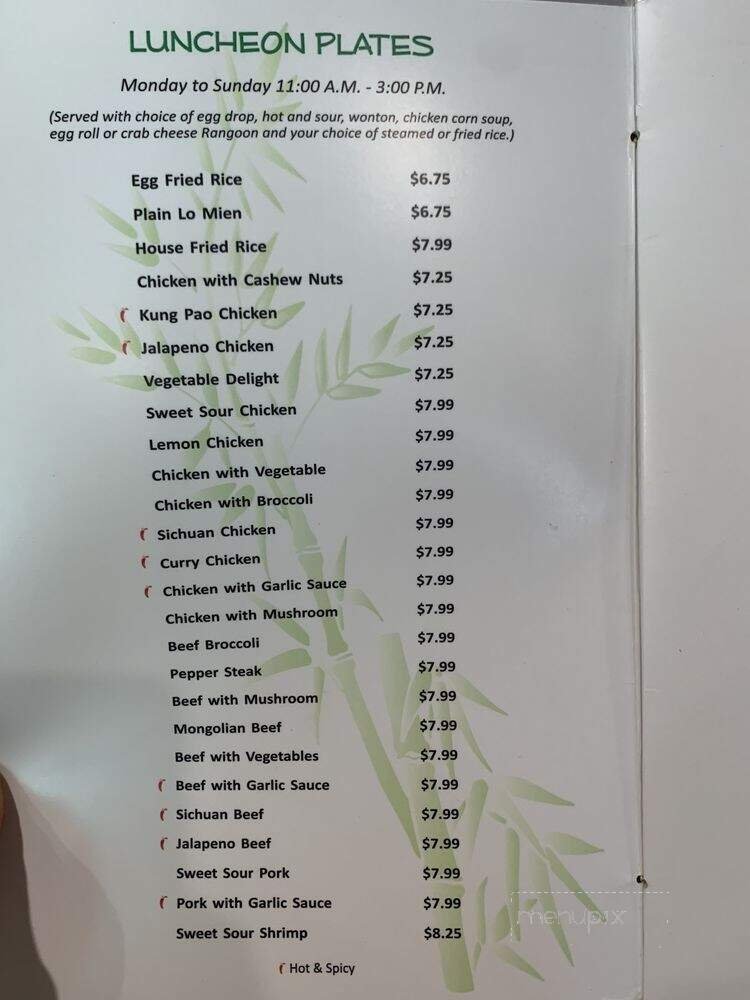 LUNCHEON PLATES
Monday to Sunday 11:00 A.M. - 3:00 P.M.
(Served with choice of egg drop, hot and sour, wonton, chicken corn soup,
egg roll or crab cheese Rangoon and your choice of steamed or fried rice.)
Egg Fried Rice $6.75
Plain Lo Mien $6.75
House Fried Rice $7.99
Chicken with Cashew Nuts $7.25
Kung Pao Chicken $7.25
Jalapeno Chicken $7.25
Vegetable Delight $7.25
Sweet Sour Chicken $7.99
Lemon Chicken $7.99
Chicken with Vegetable $7.99
Chicken with Broccoli $7.99
Sichuan Chicken $7.99
Curry Chicken $7.99
Chicken with Garlic Sauce $7.99
Chicken with Mushroom $7.99
Beef Broccoli $7.99
Pepper Steak $7.99
Beef with Mushroom $7.99
Mongolian Beef $7.99
Beef with Vegetables $7.99
Beef with Garlic Sauce $7.99
Sichuan Beef $7.99
Jalapeno Beef $7.99
Sweet Sour Pork $7.99
Pork with Garlic Sauce $7.99
Sweet Sour Shrimp $8.25
Hot & Spicy
menupix